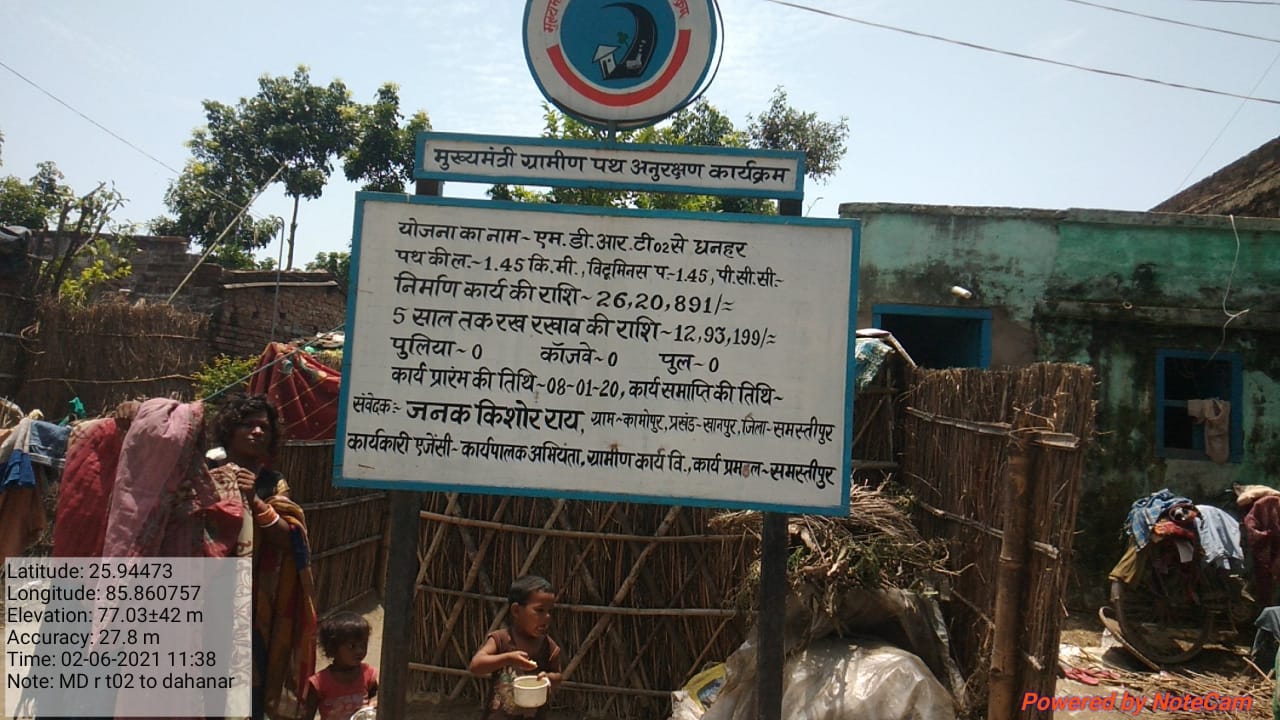 मुख्यमंत्री ग्रामीण पथ अनुरक्षण कार्यक्रम
योजना का नाम~ एम.डी.आर.टी02से धनहर
पथ की ल.~1.45 कि.मी., विटूमिनस प.-1.45, पी.सी.सी.~
निर्माण कार्य की राशि~ 26,20,891/=
5 साल तक रख रखाव की राशि~12,93,199/=
पुलिया~0 कॉजवे~0 पुल~0
कार्य प्रारंभ की तिथि~08-01-20, कार्य समाप्ति की तिथि~
संवेदक:- जनक किशोर राय, ग्राम-कामोपुर, प्रखंड-खानपुर, जिला-समस्तीपुर
कार्यकारी एजेंसी- कार्यपालक अभियंता, ग्रामीण कार्य वि., कार्य प्रमंडल~समस्तीपुर
Latitude: 25.94473
Longitude: 85.860757
Elevation: 77.03±42 m
Accuracy: 27.8 m
Time: 02-06-2021 11:38
Note: MD r t02 to dahanar
Powered by NoteCam